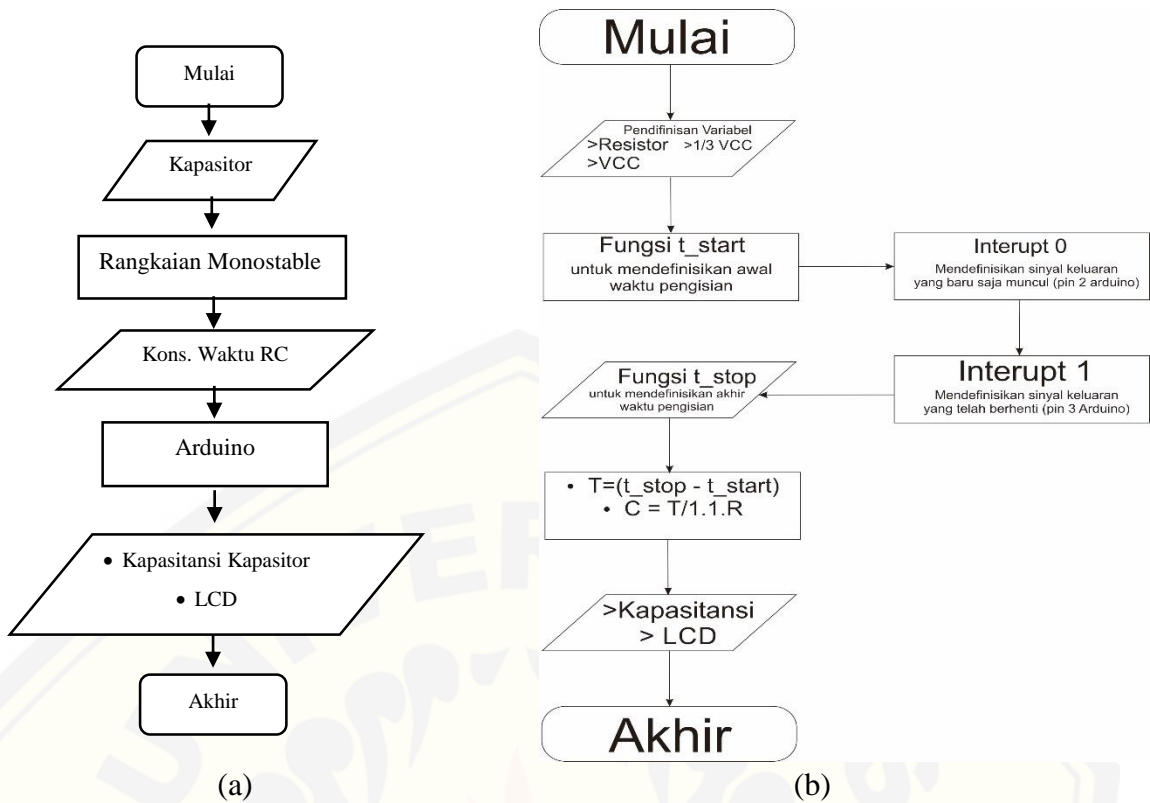 Mulai
Kapasitor
Rangkaian Monostable
Kons. Waktu RC
Arduino
• Kapasitansi Kapasitor
• LCD
Akhir
(a)
Mulai
Pendifinisan Variabel
>Resistor >1/3 VCC
>VCC
Fungsi t_start
untuk mendefinisikan awal
waktu pengisian
Interupt 0
Mendefinisikan sinyal keluaran
yang baru saja muncul (pin 2 arduino)
Interupt 1
Mendefinisikan sinyal keluaran
yang telah berhenti (pin 3 Arduino)
Fungsi t_stop
untuk mendefinisikan akhir
waktu pengisian
• T=(t_stop - t_start)
• C = T/1.1.R
>Kapasitansi
> LCD
Akhir
(b)